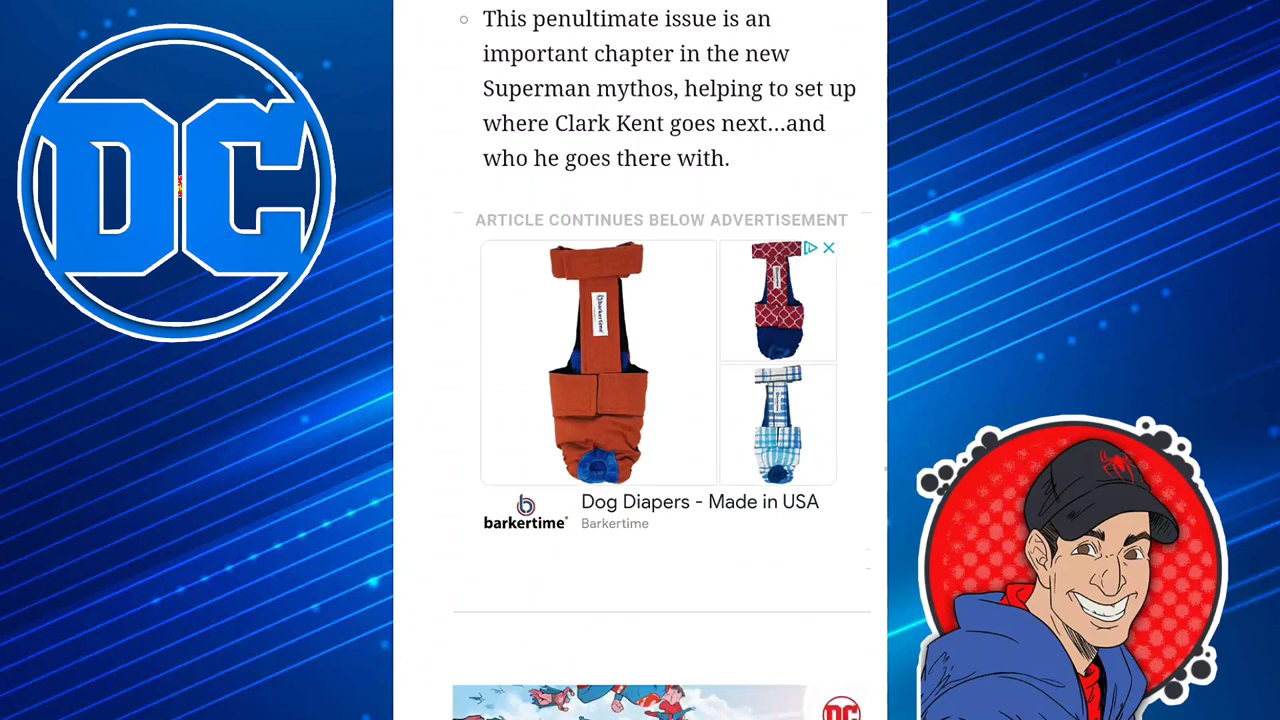 DC
This penultimate issue is an
important chapter in the new
Superman mythos, helping to set up
where Clark Kent goes next...and
who he goes there with.
ARTICLE CONTINUES BELOW ADVERTISEMENT
barkertime
Dog Diapers - Made in USA
barkertime
Barkertime
DC